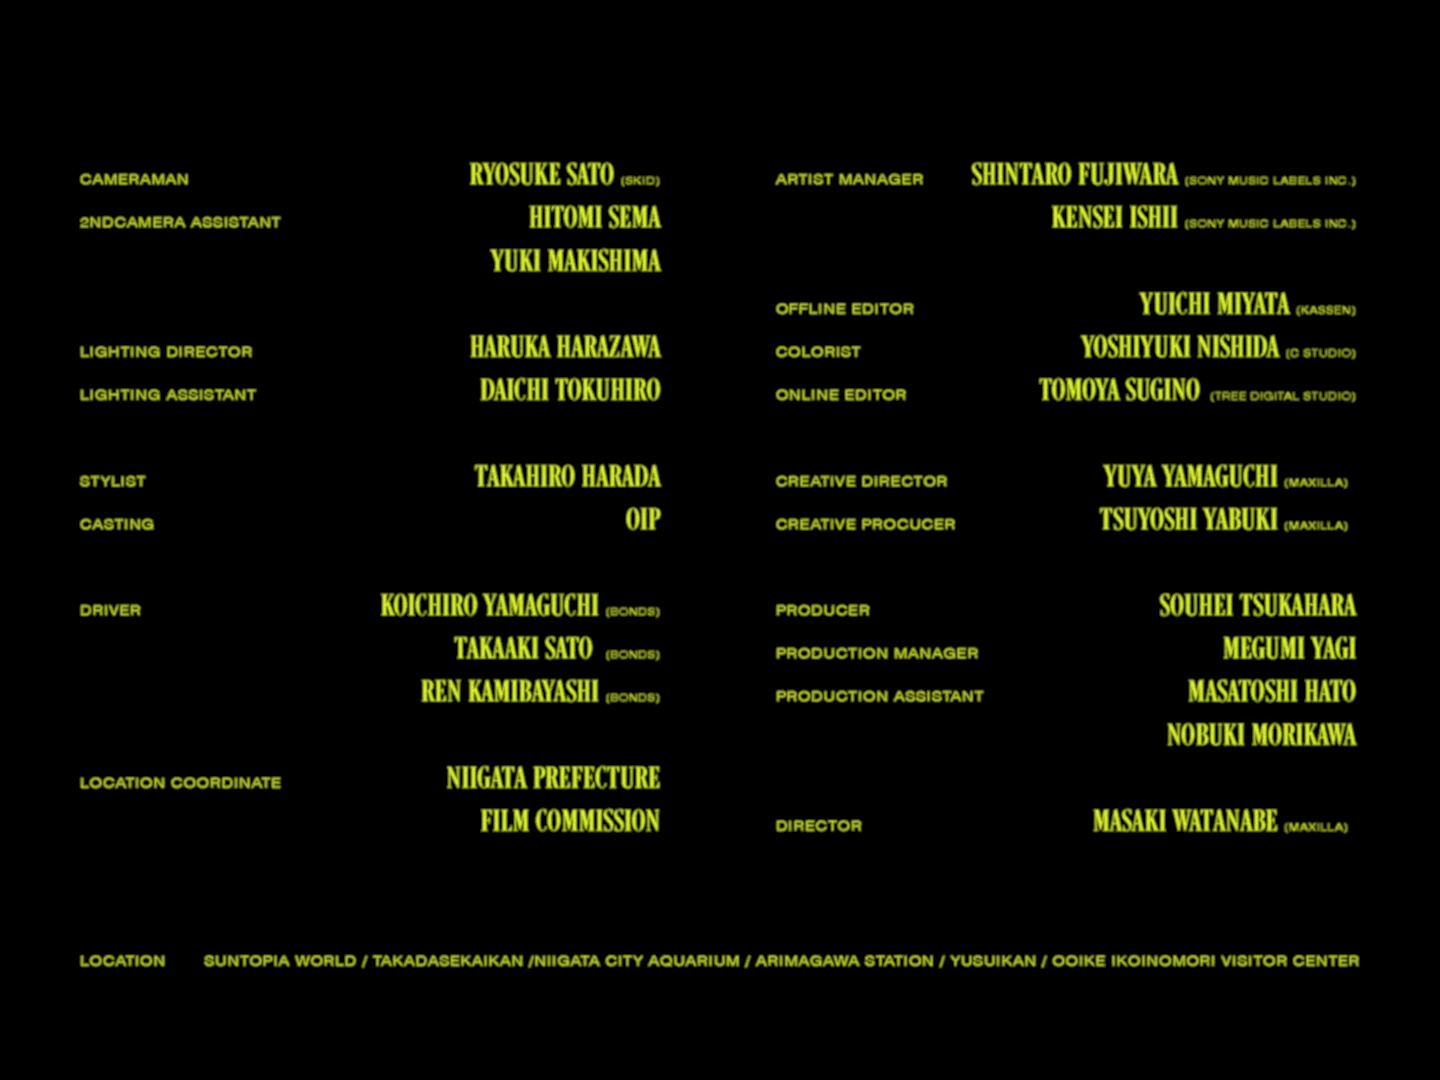 CAMERAMAN RYOSUKE SATO (SKID)
2NDCAMERA ASSISTANT HITOMI SEMA
YUKI MAKISHIMA
LIGHTING DIRECTOR HARUKA HARAZAWA
LIGHTING ASSISTANT DAICHI TOKUHIRO
STYLIST TAKAHIRO HARADA
CASTING OIP
DRIVER KOICHIRO YAMAGUCHI (BONDS)
TAKAAKI SATO (BONDS)
REN KAMIBAYASHI (BONDS)
LOCATION COORDINATE NIIGATA PREFECTURE
FILM COMMISSION
ARTIST MANAGER SHINTARO FUJIWARA (SONY MUSIC LABELS INC.)
KENSEI ISHII (SONY MUSIC LABELS INC.)
OFFLINE EDITOR YUICHI MIYATA (KASSEN)
COLORIST YOSHIYUKI NISHIDA (C STUDIO)
ONLINE EDITOR TOMOYA SUGINO (TREE DIGITAL STUDIO)
CREATIVE DIRECTOR YUYA YAMAGUCHI (MAXILLA)
CREATIVE PROCUCER TSUYOSHI YABUKI (MAXILLA)
PRODUCER SOUHEI TSUKAHARA
PRODUCTION MANAGER MEGUMI YAGI
PRODUCTION ASSISTANT MASATOSHI HATO
NOBUKI MORIKAWA
DIRECTOR MASAKI WATANABE (MAXILLA)
LOCATION SUNTOPIA WORLD / TAKADASEKAIKAN /NIIGATA CITY AQUARIUM / ARIMAGAWA STATION / YUSUIKAN / OOIKE IKOINOMORI VISITOR CENTER